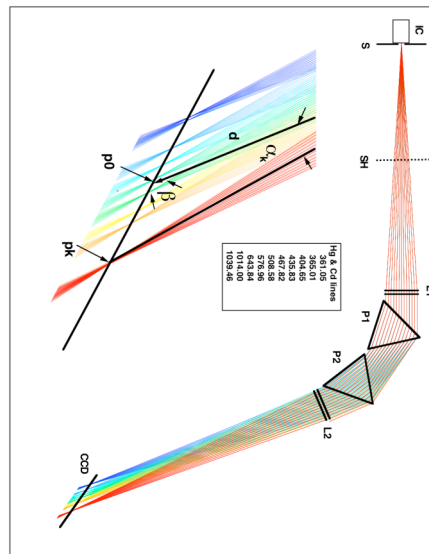 IC
S
SH
L1
P1
P2
L2
CCD
p0
pk
d
αk
β
Hg & Cd lines
361.05
365.01
404.65
435.83
467.82
508.58
576.96
643.84
1014.00
1039.46